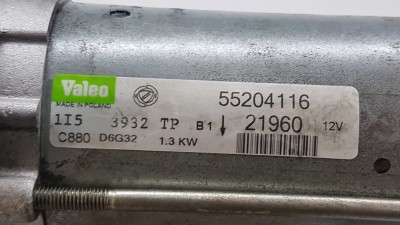 Valeo 55204116
MADE IN POLAND
1I5 3932 TP B1 ↓ 21960 12V
C880 D6G32 1.3 KW